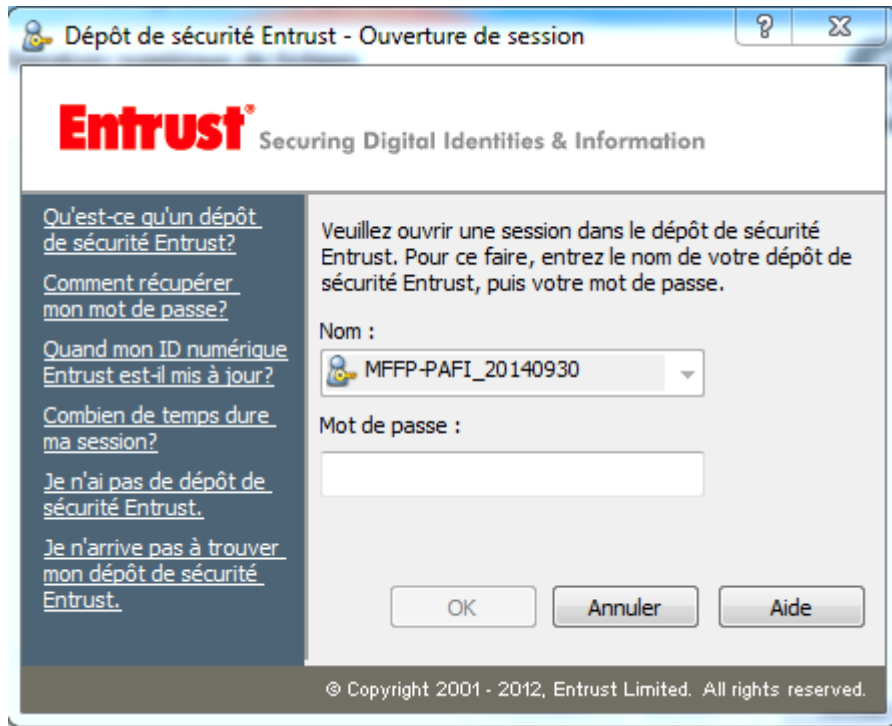 Dépôt de sécurité Entrust - Ouverture de session
Entrust®
Securing Digital Identities & Information
Qu'est-ce qu'un dépôt
de sécurité Entrust?
Comment récupérer
mon mot de passe?
Quand mon ID numérique
Entrust est-il mis à jour?
Combien de temps dure
ma session?
Je n'ai pas de dépôt de
sécurité Entrust.
Je n'arrive pas à trouver
mon dépôt de sécurité
Entrust.
Veuillez ouvrir une session dans le dépôt de sécurité
Entrust. Pour ce faire, entrez le nom de votre dépôt de
sécurité Entrust, puis votre mot de passe.
Nom :
MFFP-PAFI_20140930
Mot de passe :
OK
Annuler
Aide
© Copyright 2001 - 2012, Entrust Limited. All rights reserved.